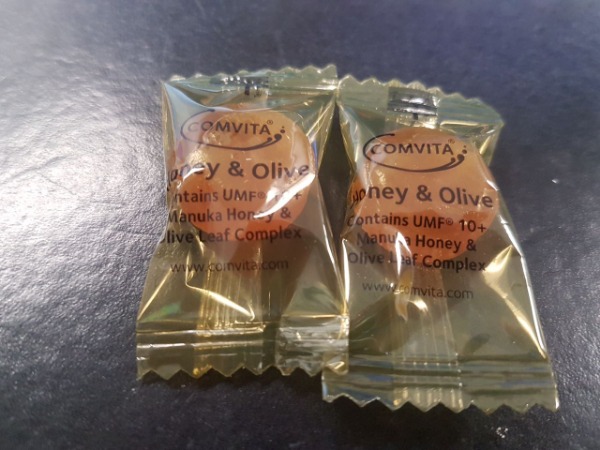 COMVITA®
Honey & Olive
Contains UMF® 10+
Manuka Honey &
Olive Leaf Complex
www.comvita.com
COMVITA®
Honey & Olive
Contains UMF® 10+
Manuka Honey &
Olive Leaf Complex
www.comvita.com